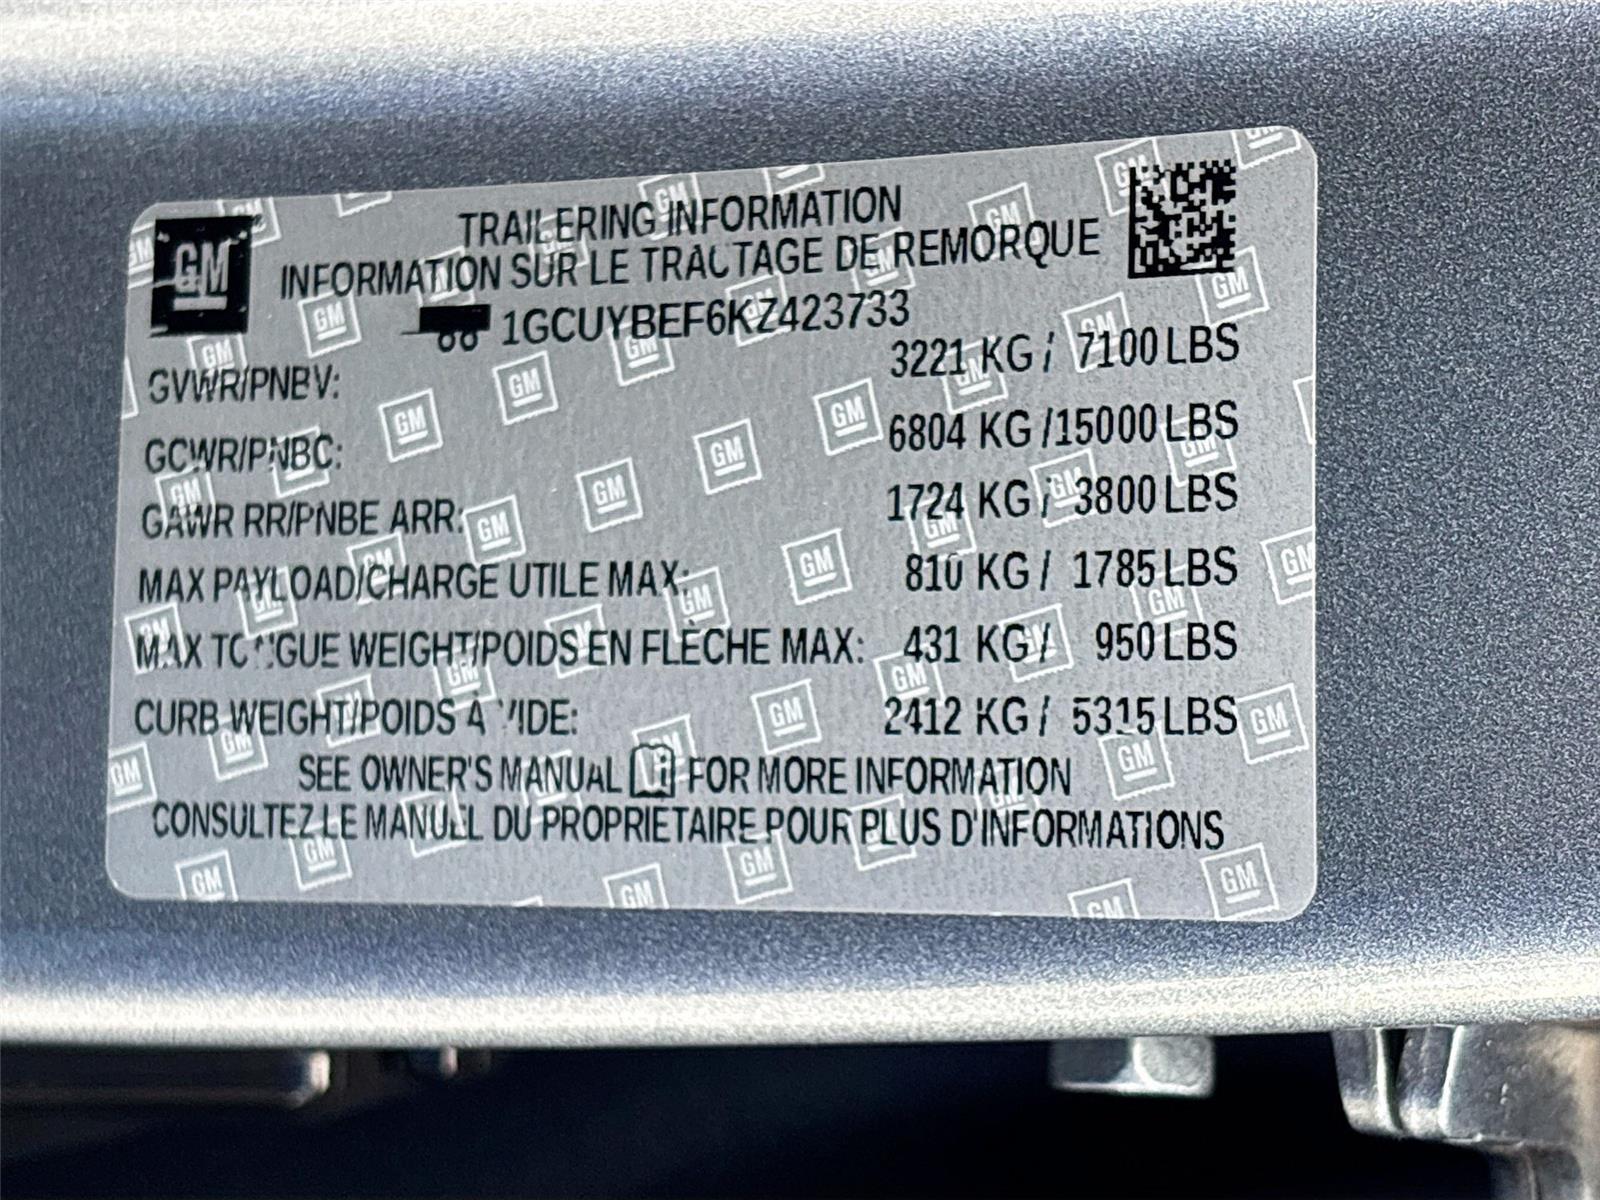 GM
TRAILERING INFORMATION
INFORMATION SUR LE TRACTAGE DE REMORQUE
1GCUYBEF6KZ423733
GVWR/PNBV: 3221 KG / 7100 LBS
GCWR/PNBC: 6804 KG /15000 LBS
GAWR RR/PNBE ARR: 1724 KG / 3800 LBS
MAX PAYLOAD/CHARGE UTILE MAX: 810 KG / 1785 LBS
MAX TONGUE WEIGHT/POIDS EN FLÈCHE MAX: 431 KG / 950 LBS
CURB WEIGHT/POIDS À VIDE: 2412 KG / 5315 LBS
SEE OWNER'S MANUAL FOR MORE INFORMATION
CONSULTEZ LE MANUEL DU PROPRIETAIRE POUR PLUS D'INFORMATIONS